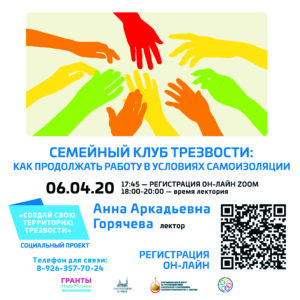 СЕМЕЙНЫЙ КЛУБ ТРЕЗВОСТИ:
КАК ПРОДОЛЖАТЬ РАБОТУ В УСЛОВИЯХ САМОИЗОЛЯЦИИ
06.04.20
17:45 — РЕГИСТРАЦИЯ ОН-ЛАЙН ZOOM
18:00-20:00 — время лектория
«СОЗДАЙ СВОЮ
ТЕРРИТОРИЮ
ТРЕЗВОСТИ»
СОЦИАЛЬНЫЙ ПРОЕКТ
Анна Аркадьевна
Горячева лектор
Телефон для связи:
8-926-357-70-24
РЕГИСТРАЦИЯ
ОН-ЛАЙН
ГРАНТЫ